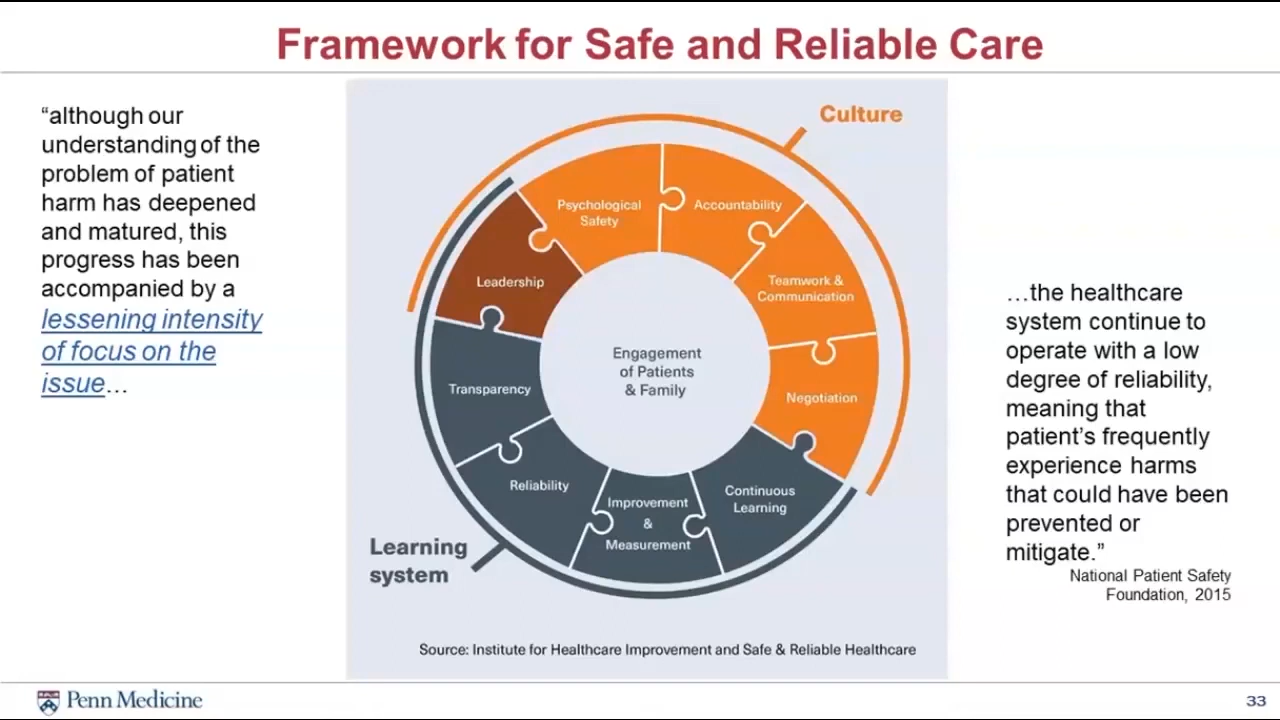 Framework for Safe and Reliable Care
“although our
understanding of the
problem of patient
harm has deepened
and matured, this
progress has been
accompanied by a
lessening intensity
of focus on the
issue…
Culture
Psychological
Safety
Accountability
Leadership
Teamwork &
Communication
Engagement
of Patients
& Family
Transparency
Negotiation
Reliability
Improvement
&
Measurement
Continuous
Learning
Learning
system
Source: Institute for Healthcare Improvement and Safe & Reliable Healthcare
…the healthcare
system continue to
operate with a low
degree of reliability,
meaning that
patient’s frequently
experience harms
that could have been
prevented or
mitigate.”
National Patient Safety
Foundation, 2015
Penn Medicine
33